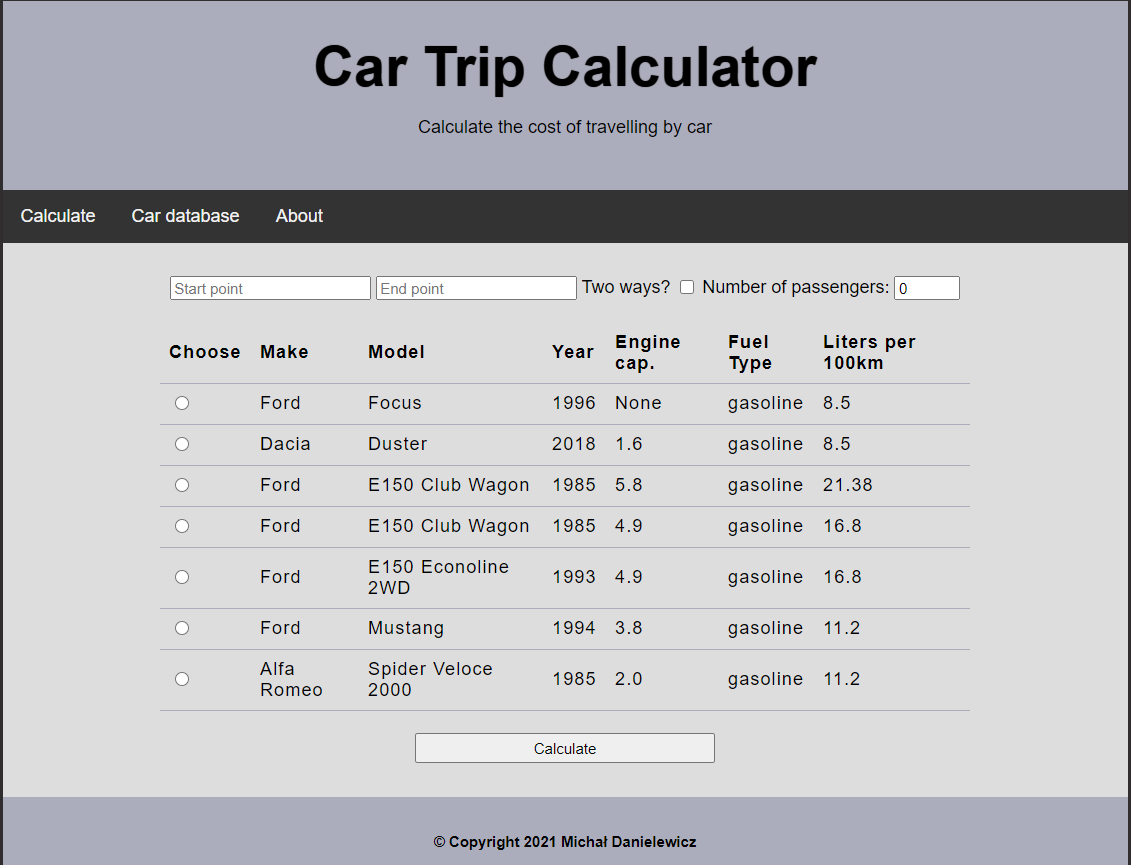 Car Trip Calculator
Calculate the cost of travelling by car
Calculate Car database About
Start point End point Two ways? Number of passengers: 0
Choose Make Model Year Engine cap. Fuel Type Liters per 100km
Ford Focus 1996 None gasoline 8.5
Dacia Duster 2018 1.6 gasoline 8.5
Ford E150 Club Wagon 1985 5.8 gasoline 21.38
Ford E150 Club Wagon 1985 4.9 gasoline 16.8
Ford E150 Econoline 2WD 1993 4.9 gasoline 16.8
Ford Mustang 1994 3.8 gasoline 11.2
Alfa Romeo Spider Veloce 2000 1985 2.0 gasoline 11.2
Calculate
© Copyright 2021 Michał Danielewicz